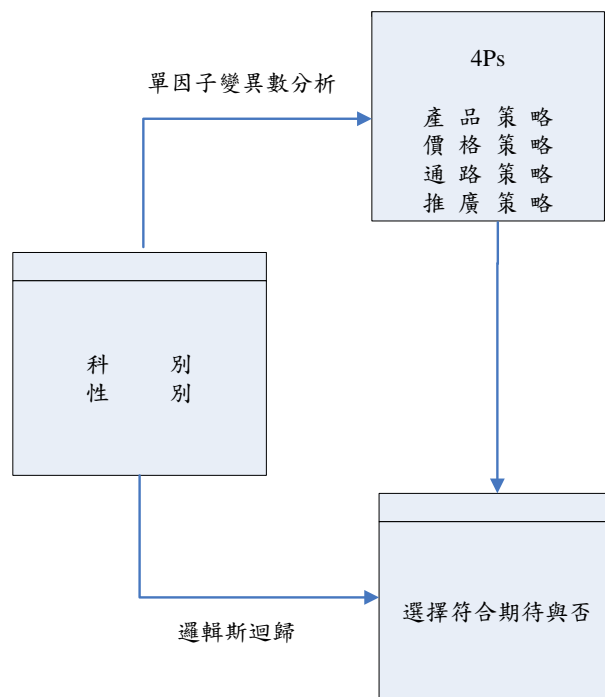 4Ps
單因子變異數分析
產品策略
價格策略
通路策略
推廣策略
科別
性別
選擇符合期待與否
邏輯斯迴歸